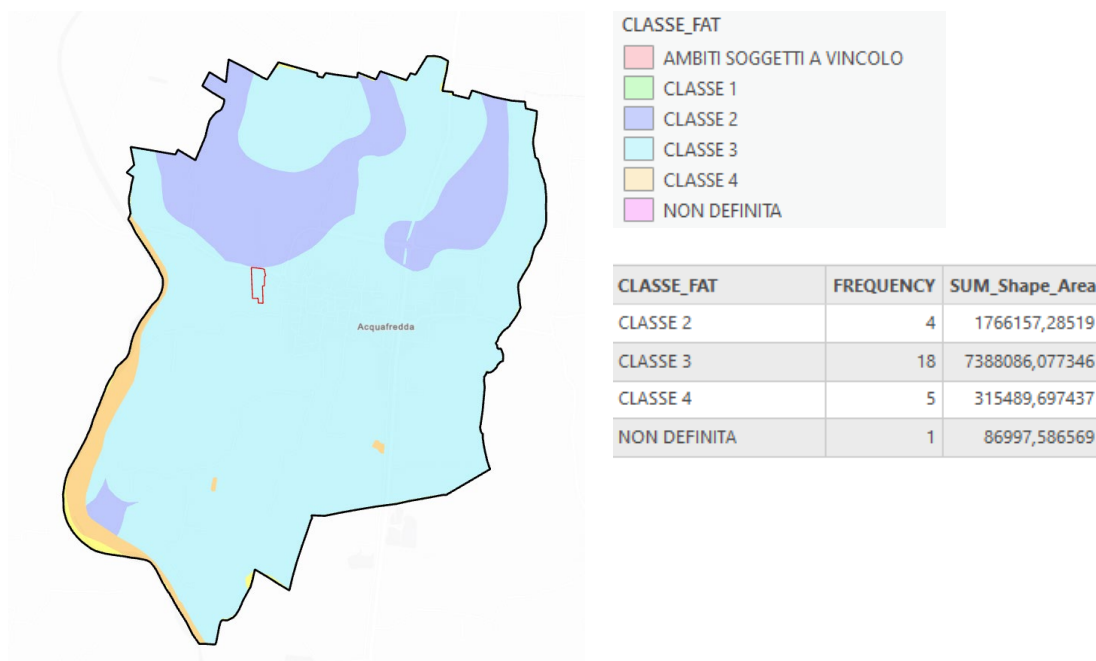 Acquafredda
CLASSE_FAT
AMBITI SOGGETTI A VINCOLO
CLASSE 1
CLASSE 2
CLASSE 3
CLASSE 4
NON DEFINITA
CLASSE_FAT FREQUENCY SUM_Shape_Area
CLASSE 2 4 1766157,28519
CLASSE 3 18 7388086,077346
CLASSE 4 5 315489,697437
NON DEFINITA 1 86997,586569